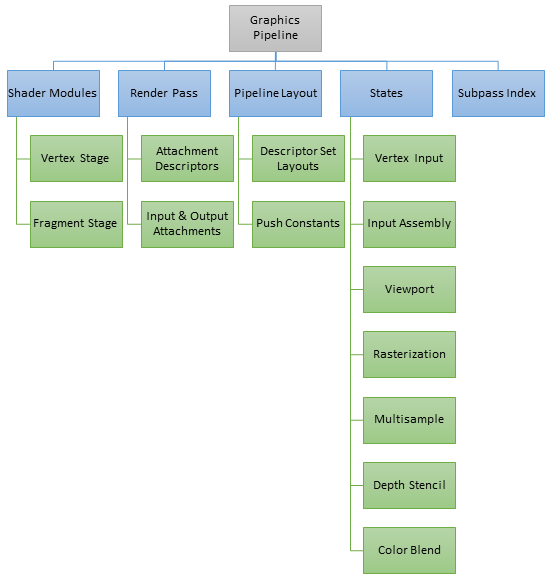 Graphics
Pipeline
Shader Modules
Render Pass
Pipeline Layout
States
Subpass Index
Vertex Stage
Attachment
Descriptors
Descriptor Set
Layouts
Vertex Input
Fragment Stage
Input & Output
Attachments
Push Constants
Input Assembly
Viewport
Rasterization
Multisample
Depth Stencil
Color Blend